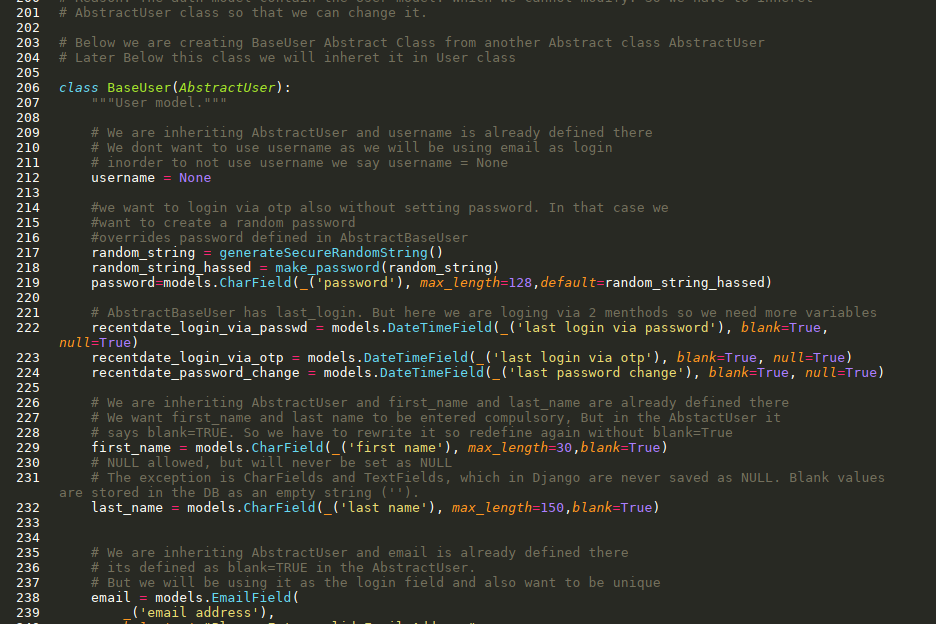 201 # AbstractUser class so that we can change it.
202
203 # Below we are creating BaseUser Abstract Class from another Abstract class AbstractUser
204 # Later Below this class we will inheret it in User class
205
206 class BaseUser(AbstractUser):
207     """User model."""
208
209     # We are inheriting AbstractUser and username is already defined there
210     # We dont want to use username as we will be using email as login
211     # inorder to not use username we say username = None
212     username = None
213
214     #we want to login via otp also without setting password. In that case we
215     #want to create a random password
216     #overrides password defined in AbstractBaseUser
217     random_string = generateSecureRandomString()
218     random_string_hassed = make_password(random_string)
219     password=models.CharField(_('password'), max_length=128,default=random_string_hassed)
220
221     # AbstractBaseUser has last_login. But here we are loging via 2 menthods so we need more variables
222     recentdate_login_via_passwd = models.DateTimeField(_('last login via password'), blank=True,
null=True)
223     recentdate_login_via_otp = models.DateTimeField(_('last login via otp'), blank=True, null=True)
224     recentdate_password_change = models.DateTimeField(_('last password change'), blank=True, null=True)
225
226     # We are inheriting AbstractUser and first_name and last_name are already defined there
227     # We want first_name and last name to be entered compulsory, But in the AbstactUser it
228     # says blank=TRUE. So we have to rewrite it so redefine again without blank=True
229     first_name = models.CharField(_('first name'), max_length=30,blank=True)
230     # NULL allowed, but will never be set as NULL
231     # The exception is CharFields and TextFields, which in Django are never saved as NULL. Blank values
are stored in the DB as an empty string ('').
232     last_name = models.CharField(_('last name'), max_length=150,blank=True)
233
234
235     # We are inheriting AbstractUser and email is already defined there
236     # its defined as blank=TRUE in the AbstractUser.
237     # But we will be using it as the login field and also want to be unique
238     email = models.EmailField(
239         _('email address'),